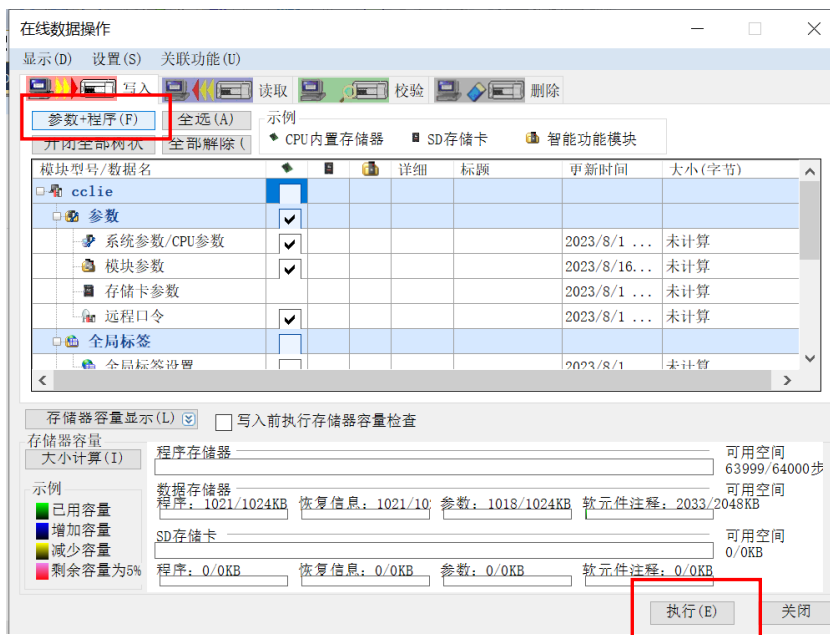 在线数据操作
显示(D) 设置(S) 关联功能(U)
写入 读取 校验 删除
参数+程序(F) 全选(A) 示例
开闭全部树状 全部解除( CPU内置存储器 SD存储卡 智能功能模块
模块型号/数据名 详细 标题 更新时间 大小(字节)
cclie
参数
系统参数/CPU参数 2023/8/1 ... 未计算
模块参数 2023/8/16... 未计算
存储卡参数 2023/8/1 ... 未计算
远程口令 2023/8/1 ... 未计算
全局标签
全局标签设置 2023/8/1 未计算
存储器容量显示(L) 写入前执行存储器容量检查
存储器容量
大小计算(I) 程序存储器 可用空间
63999/64000步
示例 数据存储器 可用空间
已用容量 程序: 1021/1024KB 恢复信息: 1021/10: 参数: 1018/1024KB 软元件注释: 2033/2048KB
增加容量 SD存储卡 可用空间
减少容量 0/0KB
剩余容量为5% 程序: 0/0KB 恢复信息: 0/0KB 参数: 0/0KB 软元件注释: 0/0KB
执行(E) 关闭